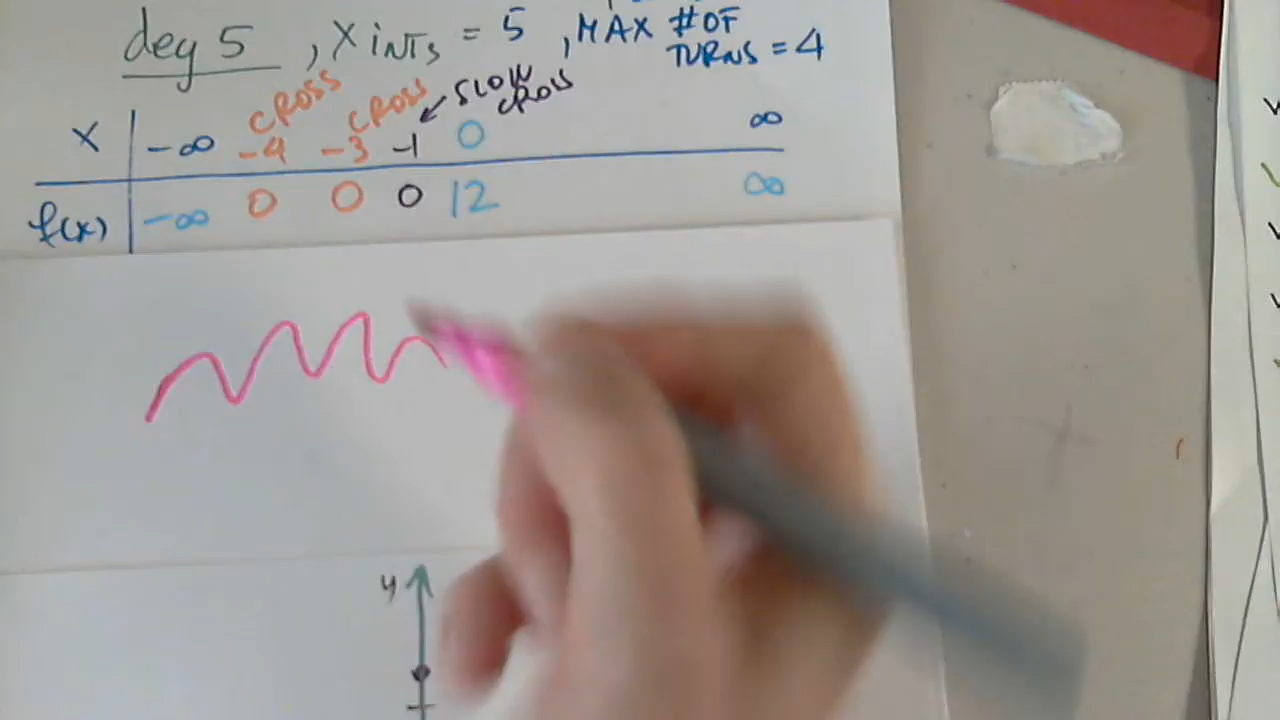 deg 5 , X iNTs = 5 , MAX # OF
TURNS = 4
CROSS CROSS SLOW
CROSS
X -∞ -4 -3 -1 0 ∞
f(x) -∞ 0 0 0 12 ∞
y